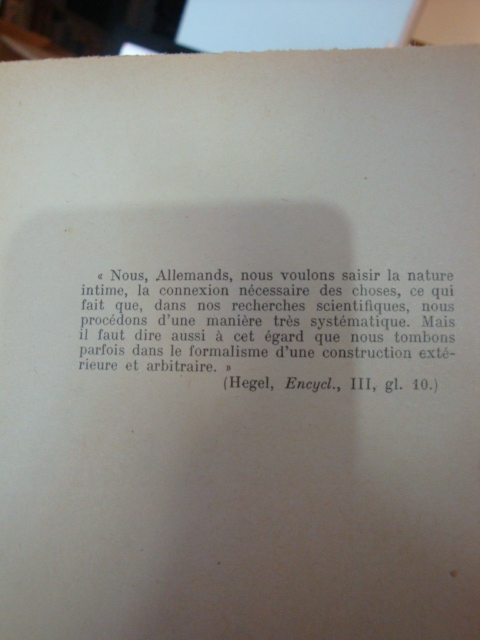 « Nous, Allemands, nous voulons saisir la nature
intime, la connexion nécessaire des choses, ce qui
fait que, dans nos recherches scientifiques, nous
procédons d'une manière très systématique. Mais
il faut dire aussi à cet égard que nous tombons
parfois dans le formalisme d'une construction exté-
rieure et arbitraire. »
(Hegel, Encycl., III, gl. 10.)